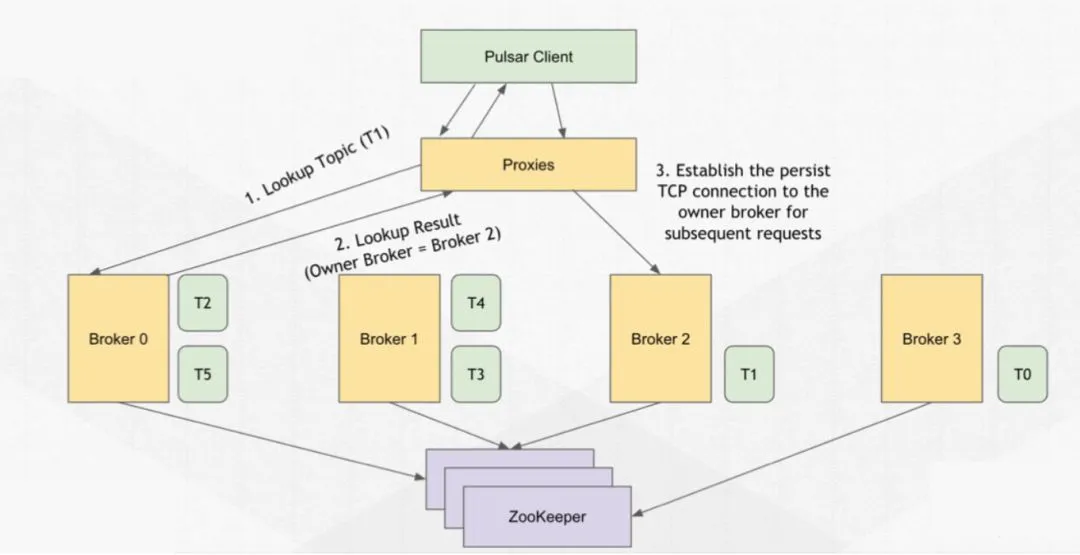 Pulsar Client
Proxies
1. Lookup Topic (T1)
2. Lookup Result
(Owner Broker = Broker 2)
3. Establish the persist
TCP connection to the
owner broker for
subsequent requests
Broker 0
T2
T5
Broker 1
T4
T3
Broker 2
T1
Broker 3
T0
ZooKeeper